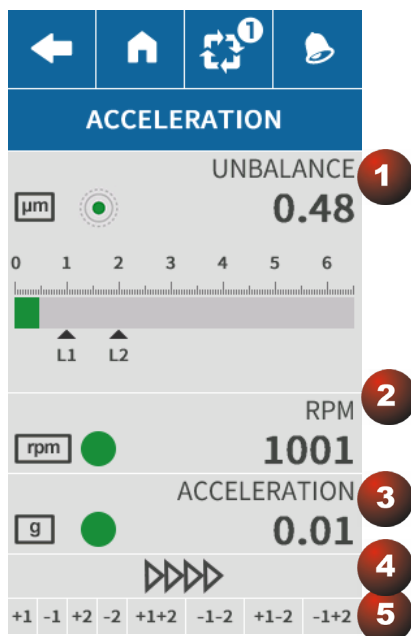 1
ACCELERATION
UNBALANCE
1
µm
0.48
0 1 2 3 4 5 6
L1 L2
2
RPM
rpm
1001
ACCELERATION
3
g
0.01
4
+1 -1 +2 -2 +1+2 -1-2 +1-2 -1+2
5